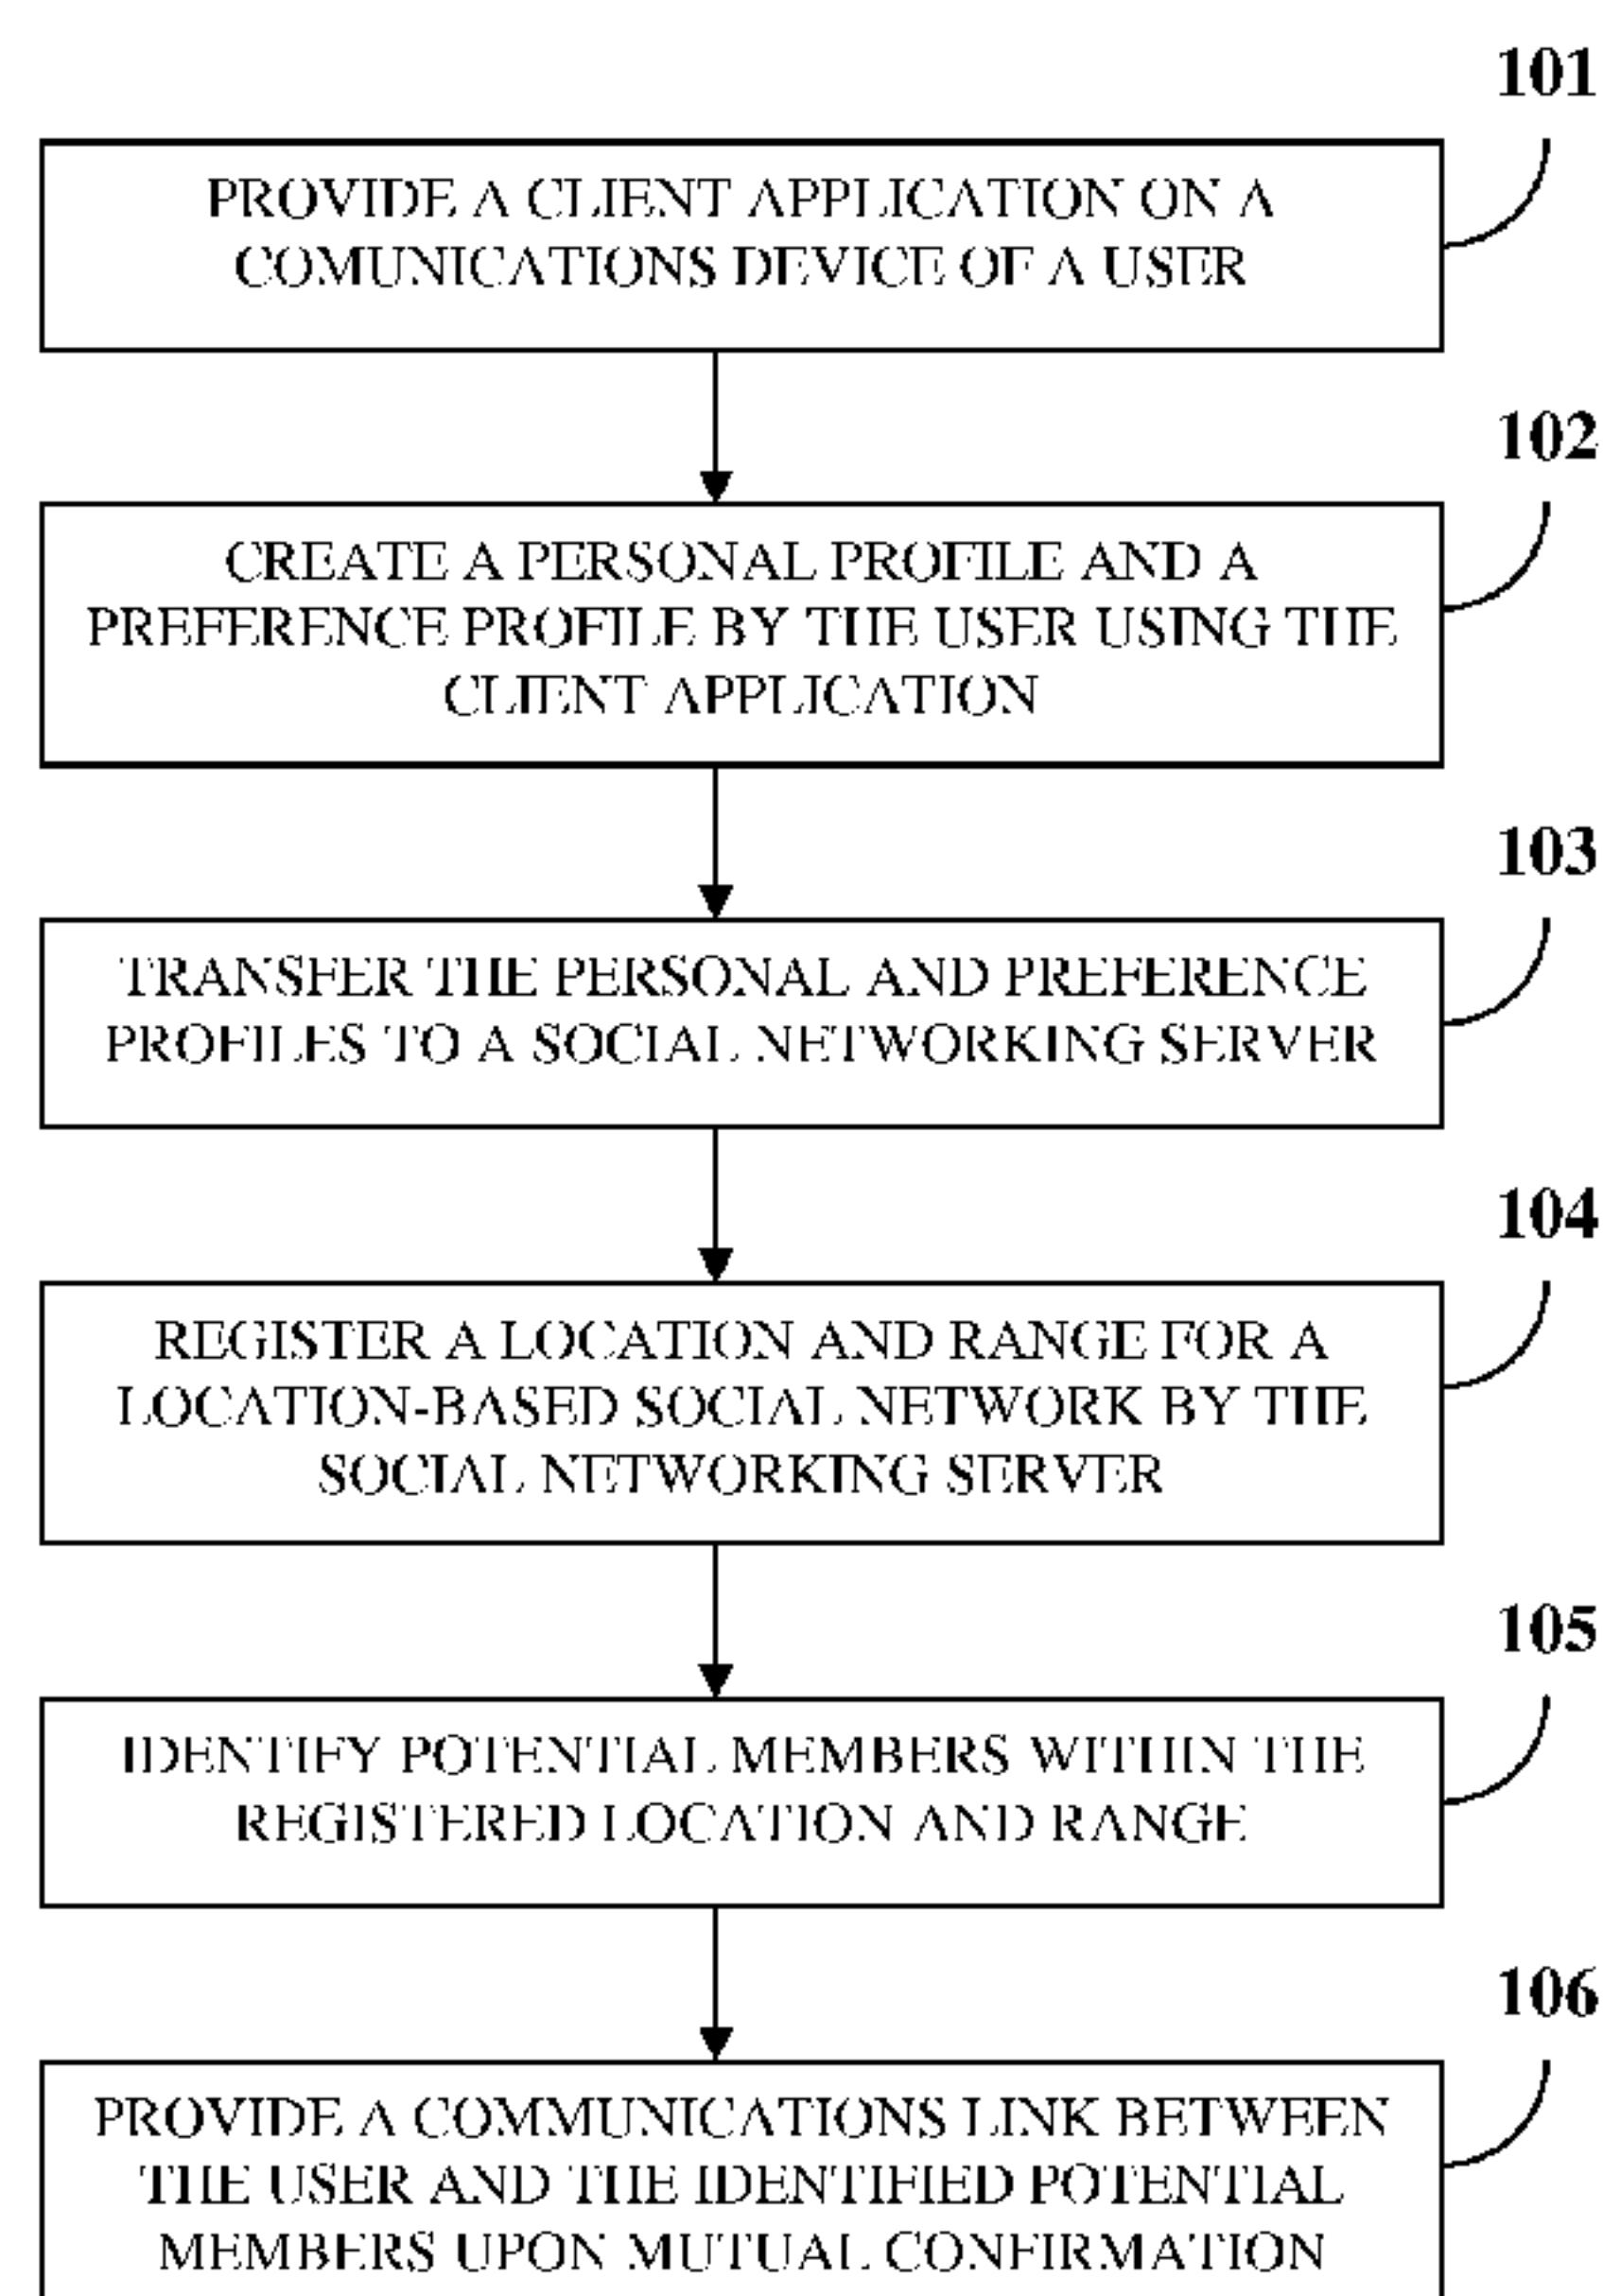 101
PROVIDE A CLIENT APPLICATION ON A
COMUNICATIONS DEVICE OF A USER
102
CREATE A PERSONAL PROFILE AND A
PREFERENCE PROFILE BY THE USER USING THE
CLIENT APPLICATION
103
TRANSFER THE PERSONAL AND PREFERENCE
PROFILES TO A SOCIAL NETWORKING SERVER
104
REGISTER A LOCATION AND RANGE FOR A
LOCATION-BASED SOCIAL NETWORK BY THE
SOCIAL NETWORKING SERVER
105
IDENTIFY POTENTIAL MEMBERS WITHIN THE
REGISTERED LOCATION AND RANGE
106
PROVIDE A COMMUNICATIONS LINK BETWEEN
THE USER AND THE IDENTIFIED POTENTIAL
MEMBERS UPON MUTUAL CONFIRMATION